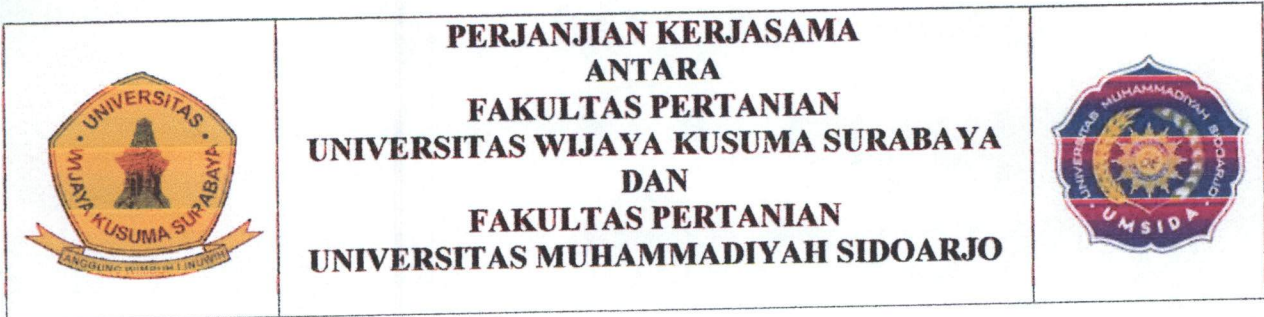 UNIVERSITAS
WIJAYA KUSUMA SURABAYA
PERJANJIAN KERJASAMA
ANTARA
FAKULTAS PERTANIAN
UNIVERSITAS WIJAYA KUSUMA SURABAYA
DAN
FAKULTAS PERTANIAN
UNIVERSITAS MUHAMMADIYAH SIDOARJO
UNIVERSITAS MUHAMMADIYAH SIDOARJO
UMSIDA